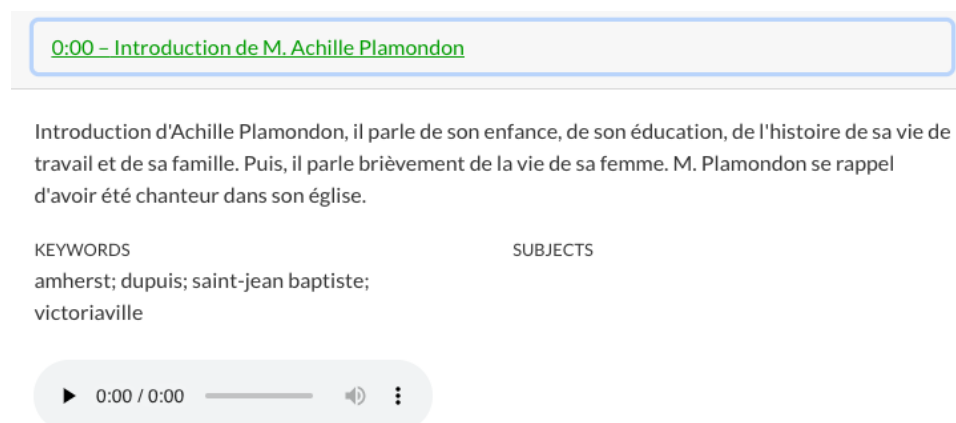 0:00 – Introduction de M. Achille Plamondon
Introduction d'Achille Plamondon, il parle de son enfance, de son éducation, de l'histoire de sa vie de
travail et de sa famille. Puis, il parle brièvement de la vie de sa femme. M. Plamondon se rappel
d'avoir été chanteur dans son église.
KEYWORDS
amherst; dupuis; saint-jean baptiste;
victoriaville
SUBJECTS
0:00 / 0:00